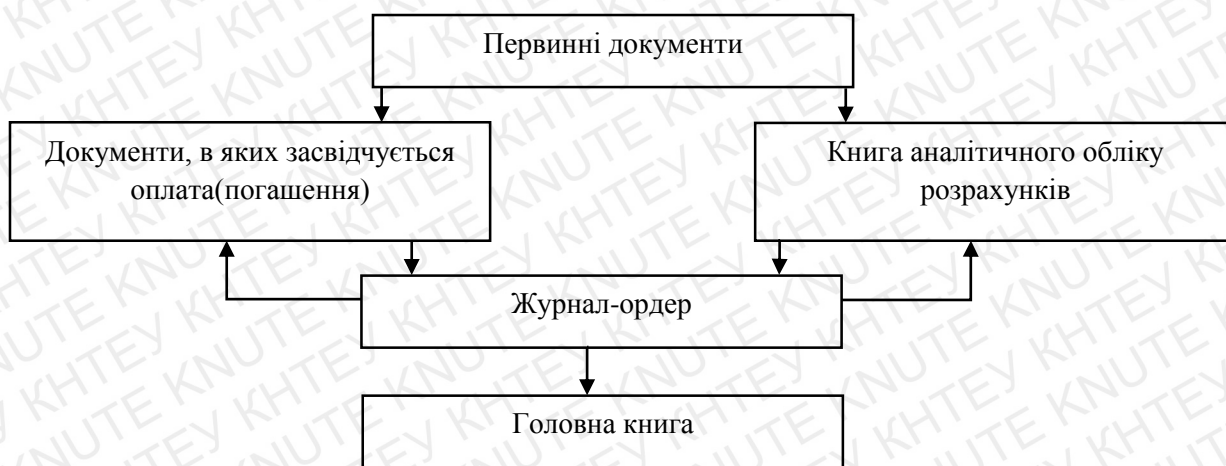 Первинні документи
Документи, в яких засвідчується
оплата(погашення)
Книга аналітичного обліку
розрахунків
Журнал-ордер
Головна книга